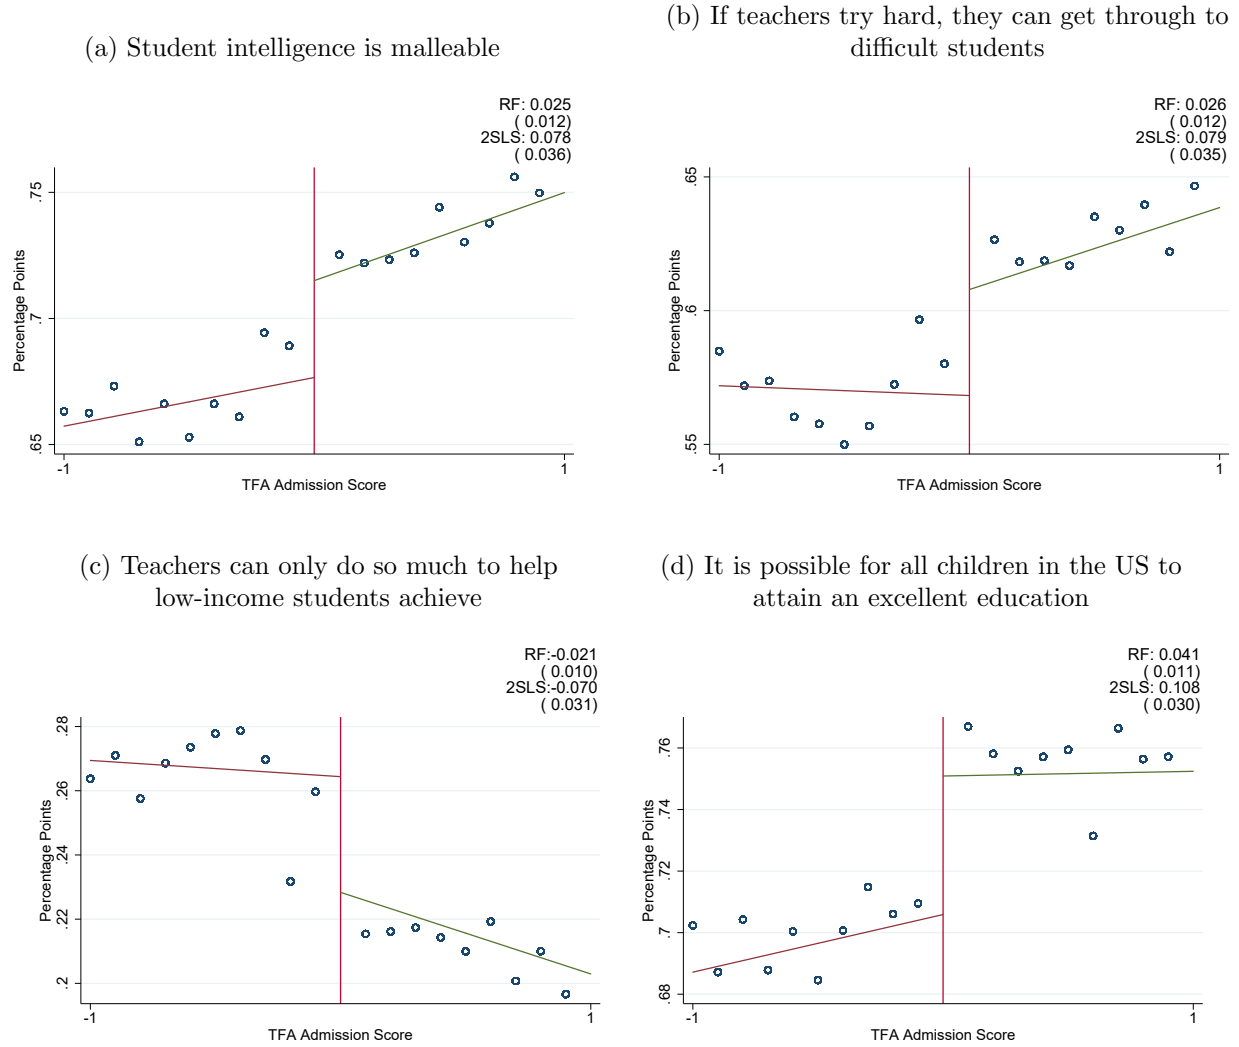 (a) Student intelligence is malleable
RF: 0.025
( 0.012)
2SLS: 0.078
( 0.036)
Percentage Points
.75
.7
.65
-1
1
TFA Admission Score
(b) If teachers try hard, they can get through to
difficult students
RF: 0.026
( 0.012)
2SLS: 0.079
( 0.035)
Percentage Points
.65
.6
.55
-1
1
TFA Admission Score
(c) Teachers can only do so much to help
low-income students achieve
RF:-0.021
( 0.010)
2SLS:-0.070
( 0.031)
Percentage Points
.28
.26
.24
.22
.2
-1
1
TFA Admission Score
(d) It is possible for all children in the US to
attain an excellent education
RF: 0.041
( 0.011)
2SLS: 0.108
( 0.030)
Percentage Points
.76
.74
.72
.7
.68
-1
1
TFA Admission Score